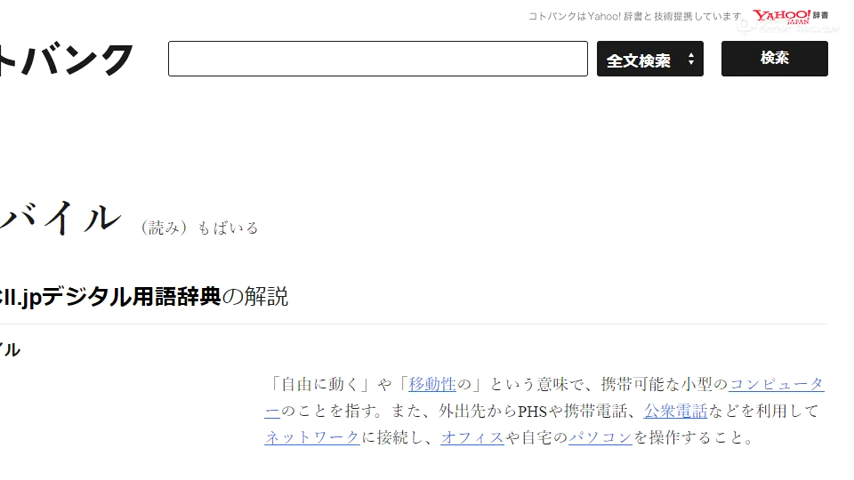 コトバンクはYahoo! 辞書と技術提携しています YAHOO! JAPAN 辞書
トバンク 全文検索 検索
バイル （読み）もばいる
CII.jpデジタル用語辞典の解説
イル
「自由に動く」や「移動性の」という意味で、携帯可能な小型のコンピュータ
ーのことを指す。また、外出先からPHSや携帯電話、公衆電話などを利用して
ネットワークに接続し、オフィスや自宅のパソコンを操作すること。